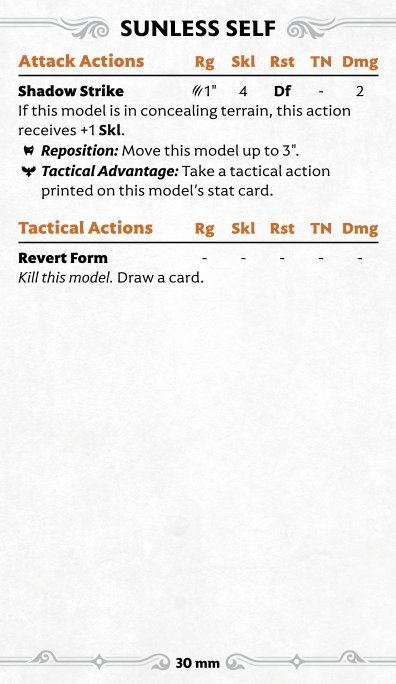 SUNLESS SELF
Attack Actions Rg Skl Rst TN Dmg
Shadow Strike 1" 4 Df - 2
If this model is in concealing terrain, this action
receives +1 Skl.
Reposition: Move this model up to 3".
Tactical Advantage: Take a tactical action
printed on this model's stat card.
Tactical Actions Rg Skl Rst TN Dmg
Revert Form - - - - -
Kill this model. Draw a card.
30 mm